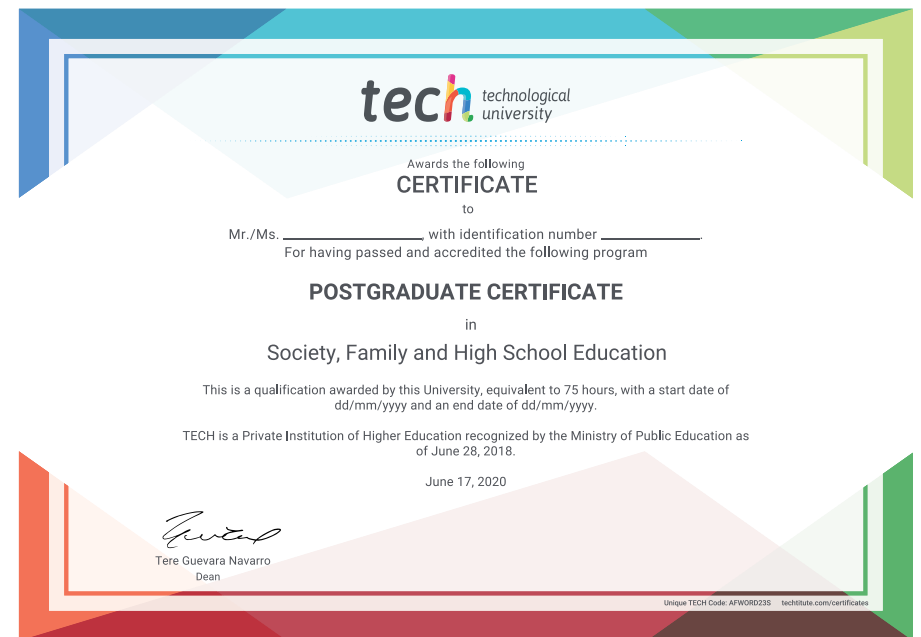 tech technological
university
Awards the following
CERTIFICATE
to
Mr./Ms. ____________, with identification number ____________.
For having passed and accredited the following program
POSTGRADUATE CERTIFICATE
in
Society, Family and High School Education
This is a qualification awarded by this University, equivalent to 75 hours, with a start date of
dd/mm/yyyy and an end date of dd/mm/yyyy.
TECH is a Private Institution of Higher Education recognized by the Ministry of Public Education as
of June 28, 2018.
June 17, 2020
Tere Guevara Navarro
Dean
Unique TECH Code: AFWORD23S techtitute.com/certificates